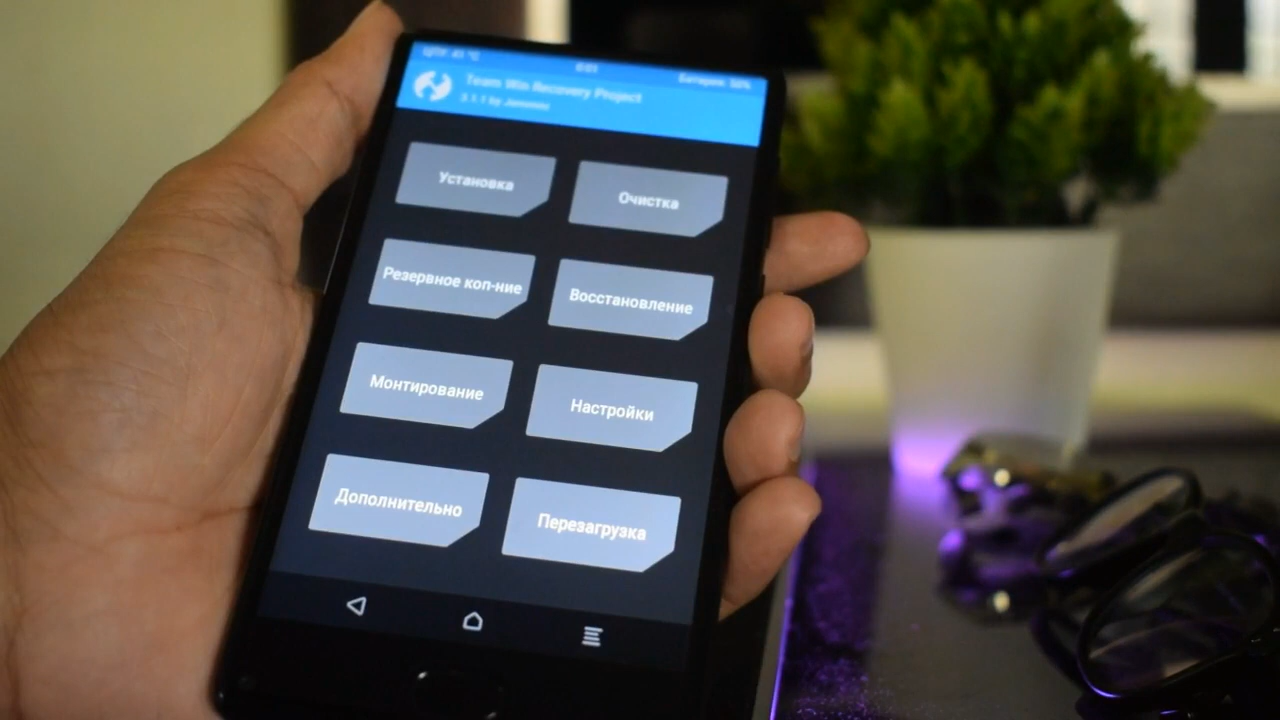 Team Win Recovery Project
Установка
Очистка
Резервное коп-ние
Восстановление
Монтирование
Настройки
Дополнительно
Перезагрузка